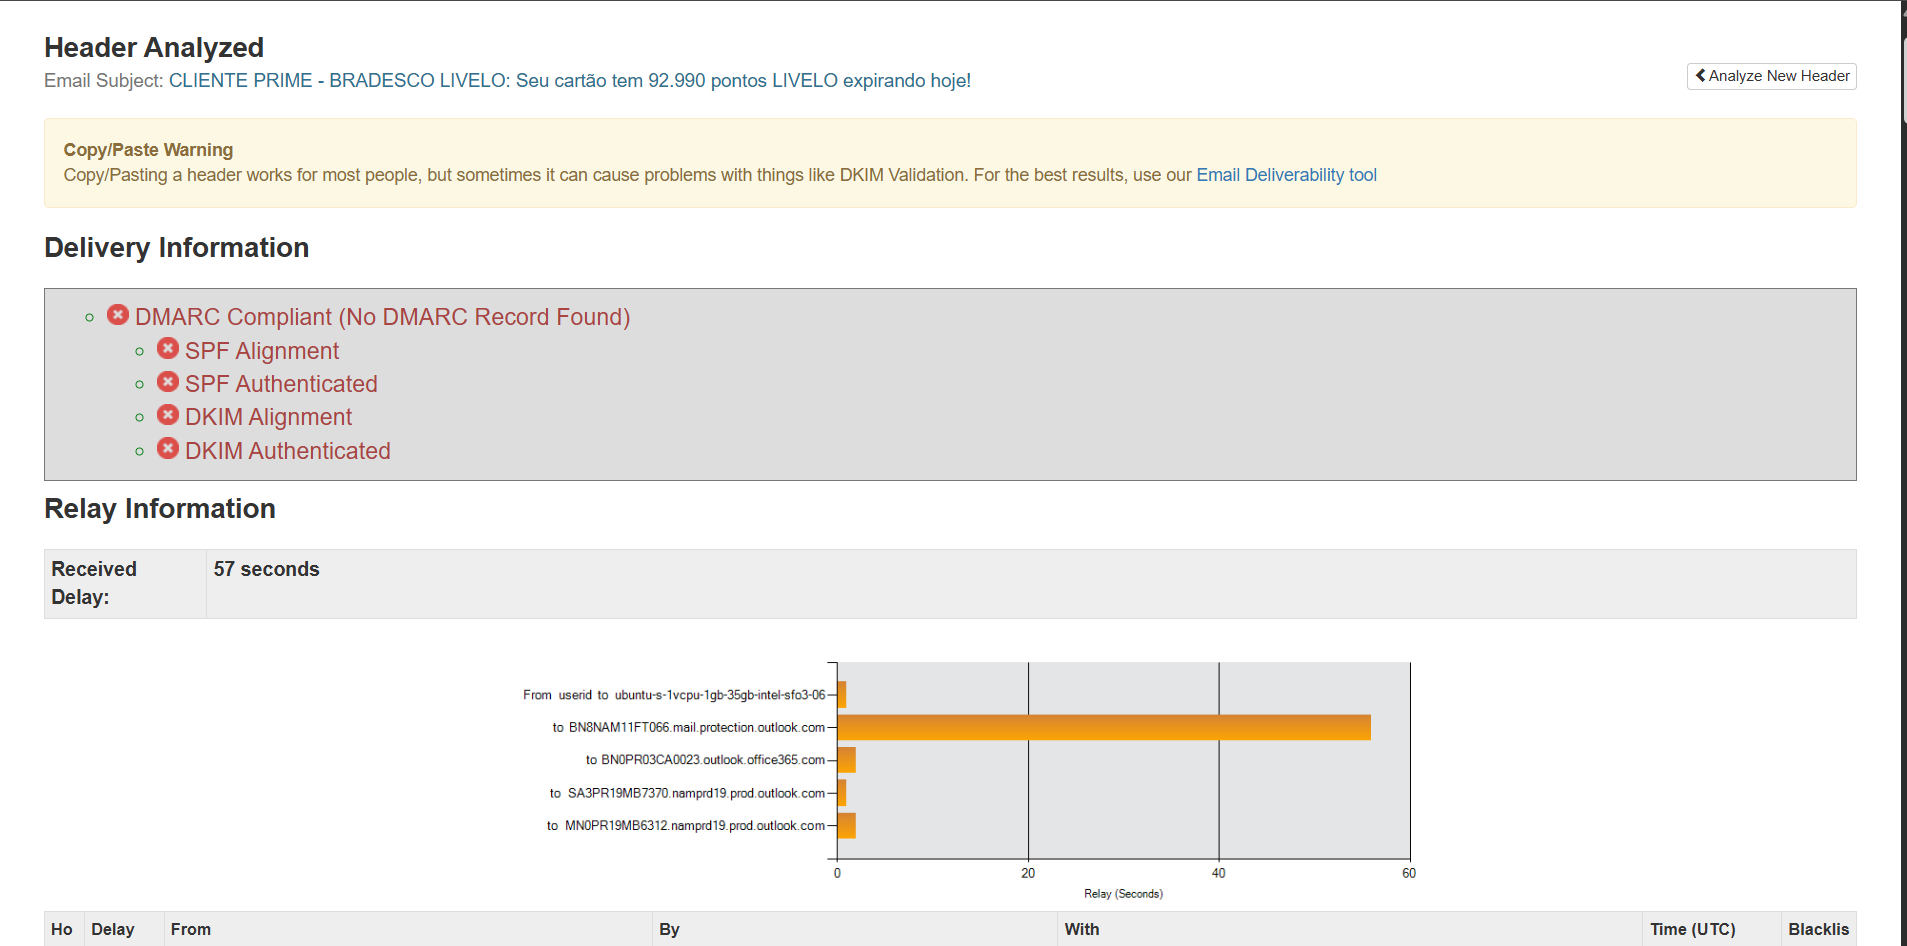 Header Analyzed
Email Subject: CLIENTE PRIME - BRADESCO LIVELO: Seu cartão tem 92.990 pontos LIVELO expirando hoje!
Analyze New Header
Copy/Paste Warning
Copy/Pasting a header works for most people, but sometimes it can cause problems with things like DKIM Validation. For the best results, use our Email Deliverability tool
Delivery Information
DMARC Compliant (No DMARC Record Found)
SPF Alignment
SPF Authenticated
DKIM Alignment
DKIM Authenticated
Relay Information
Received Delay:
57 seconds
From userid to ubuntu-s-1vcpu-1gb-35gb-intel-sfo3-06
to BN8NAM11FT066.mail.protection.outlook.com
to BN0PR03CA0023.outlook.office365.com
to SA3PR19MB7370.namprd19.prod.outlook.com
to MN0PR19MB6312.namprd19.prod.outlook.com
0 20 40 60
Relay (Seconds)
Ho Delay From By With Time (UTC) Blacklis